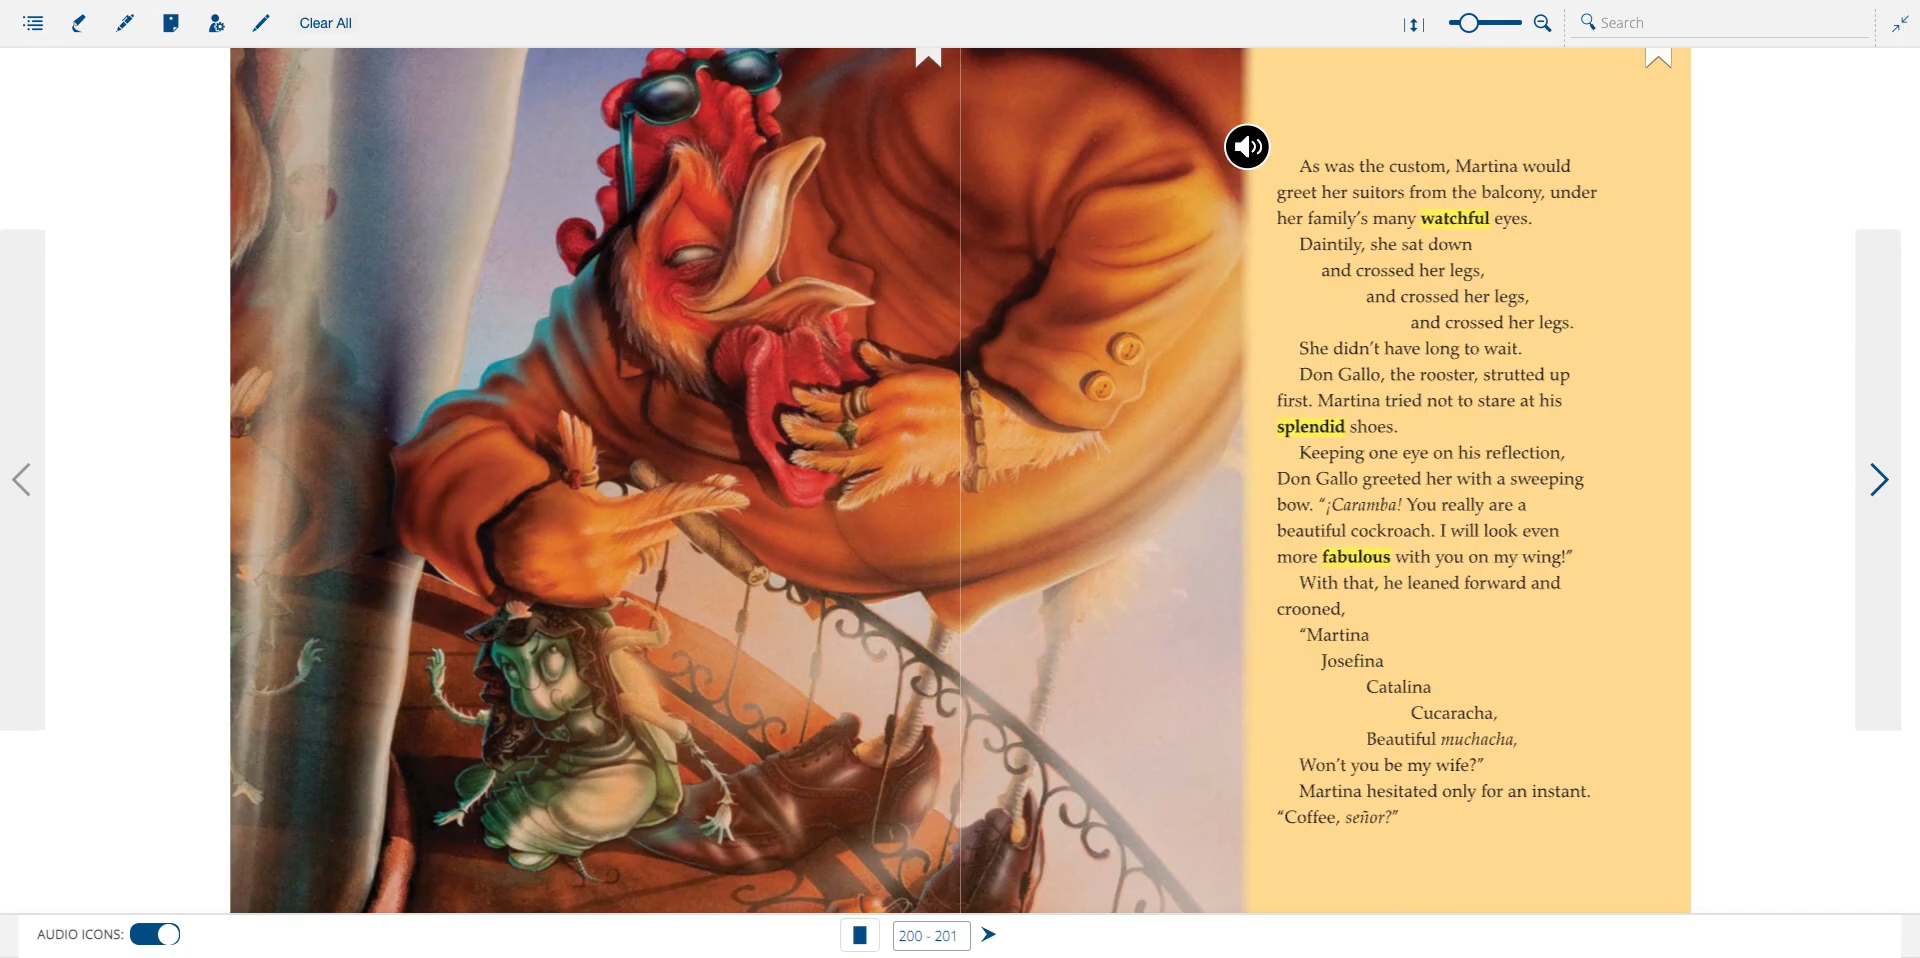 Clear All
Search
As was the custom, Martina would
greet her suitors from the balcony, under
her family’s many watchful eyes.
Daintily, she sat down
and crossed her legs,
and crossed her legs,
and crossed her legs.
She didn’t have long to wait.
Don Gallo, the rooster, strutted up
first. Martina tried not to stare at his
splendid shoes.
Keeping one eye on his reflection,
Don Gallo greeted her with a sweeping
bow. “¡Caramba! You really are a
beautiful cockroach. I will look even
more fabulous with you on my wing!”
With that, he leaned forward and
crooned,
“Martina
Josefina
Catalina
Cucaracha,
Beautiful muchacha,
Won’t you be my wife?”
Martina hesitated only for an instant.
“Coffee, señor?”
AUDIO ICONS:
200 - 201